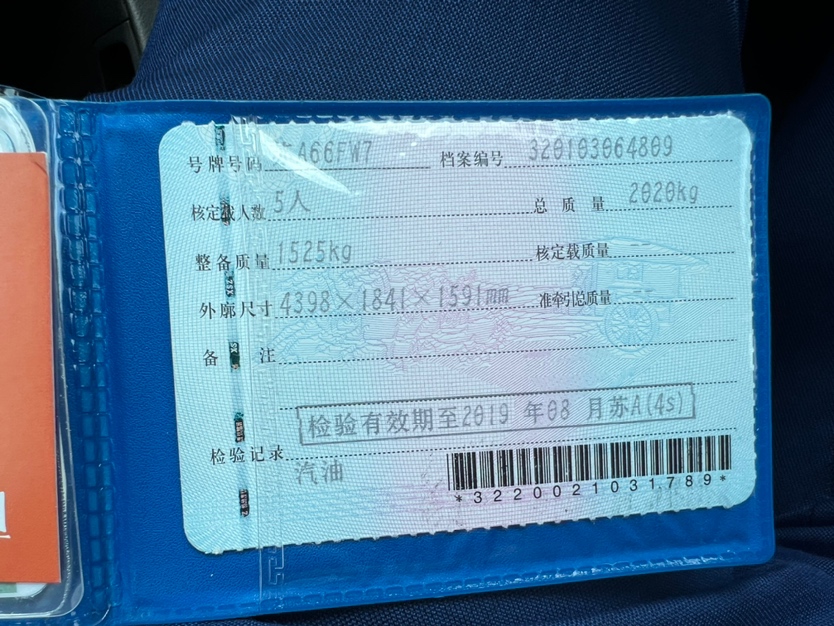 号牌号码 A66FW7 档案编号 320103064809
核定载人数 5人 总质量 2020kg
整备质量 1525kg 核定载质量
外廓尺寸 4398×1841×1591mm 准牵引总质量
备注
检验有效期至2019年08月苏A(4s)
检验记录
汽油
*3220021031789*